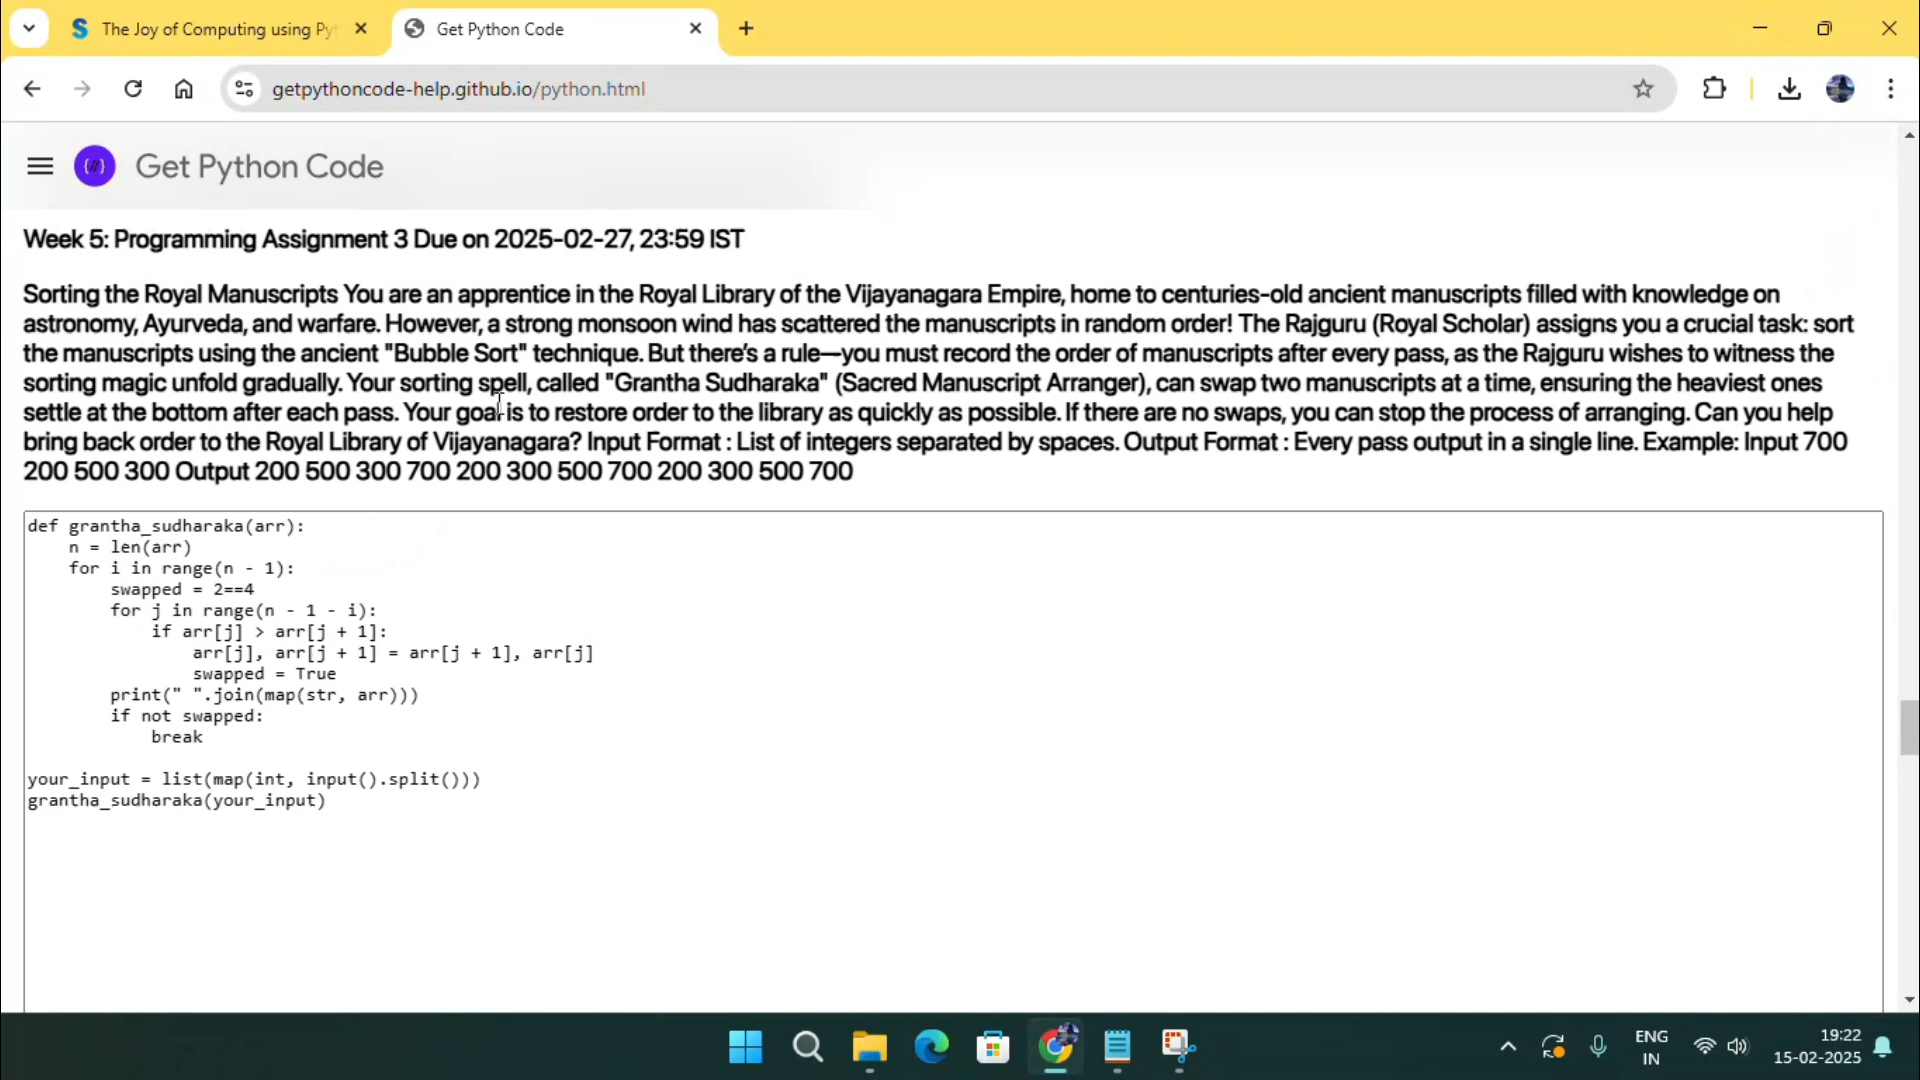 The Joy of Computing using Py
Get Python Code
getpythoncode-help.github.io/python.html
{//}
Get Python Code
Week 5: Programming Assignment 3 Due on 2025-02-27, 23:59 IST
Sorting the Royal Manuscripts You are an apprentice in the Royal Library of the Vijayanagara Empire, home to centuries-old ancient manuscripts filled with knowledge on
astronomy, Ayurveda, and warfare. However, a strong monsoon wind has scattered the manuscripts in random order! The Rajguru (Royal Scholar) assigns you a crucial task: sort
the manuscripts using the ancient "Bubble Sort" technique. But there’s a rule—you must record the order of manuscripts after every pass, as the Rajguru wishes to witness the
sorting magic unfold gradually. Your sorting spell, called "Grantha Sudharaka" (Sacred Manuscript Arranger), can swap two manuscripts at a time, ensuring the heaviest ones
settle at the bottom after each pass. Your goal is to restore order to the library as quickly as possible. If there are no swaps, you can stop the process of arranging. Can you help
bring back order to the Royal Library of Vijayanagara? Input Format : List of integers separated by spaces. Output Format : Every pass output in a single line. Example: Input 700
200 500 300 Output 200 500 300 700 200 300 500 700 200 300 500 700
def grantha_sudharaka(arr):
    n = len(arr)
    for i in range(n - 1):
        swapped = 2==4
        for j in range(n - 1 - i):
            if arr[j] > arr[j + 1]:
                arr[j], arr[j + 1] = arr[j + 1], arr[j]
                swapped = True
        print(" ".join(map(str, arr)))
        if not swapped:
            break
your_input = list(map(int, input().split()))
grantha_sudharaka(your_input)
ENG
IN
19:22
15-02-2025